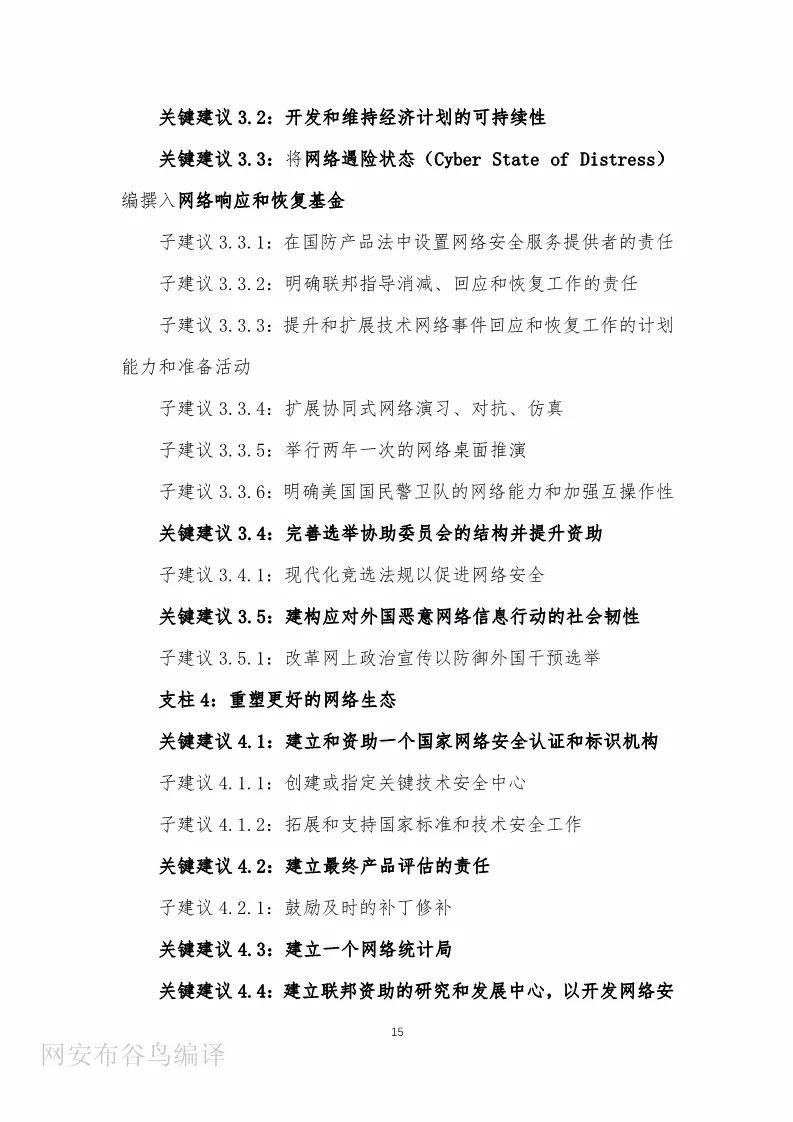 关键建议 3.2：开发和维持经济计划的可持续性
关键建议 3.3：将网络遇险状态（Cyber State of Distress）
编撰入网络响应和恢复基金
子建议 3.3.1：在国防产品法中设置网络安全服务提供者的责任
子建议 3.3.2：明确联邦指导消减、回应和恢复工作的责任
子建议 3.3.3：提升和扩展技术网络事件回应和恢复工作的计划
能力和准备活动
子建议 3.3.4：扩展协同式网络演习、对抗、仿真
子建议 3.3.5：举行两年一次的网络桌面推演
子建议 3.3.6：明确美国国民警卫队的网络能力和加强互操作性
关键建议 3.4：完善选举协助委员会的结构并提升资助
子建议 3.4.1：现代化竞选法规以促进网络安全
关键建议 3.5：建构应对外国恶意网络信息行动的社会韧性
子建议 3.5.1：改革网上政治宣传以防御外国干预选举
支柱 4：重塑更好的网络生态
关键建议 4.1：建立和资助一个国家网络安全认证和标识机构
子建议 4.1.1：创建或指定关键技术安全中心
子建议 4.1.2：拓展和支持国家标准和技术安全工作
关键建议 4.2：建立最终产品评估的责任
子建议 4.2.1：鼓励及时的补丁修补
关键建议 4.3：建立一个网络统计局
关键建议 4.4：建立联邦资助的研究和发展中心，以开发网络安
15
网安布谷鸟编译